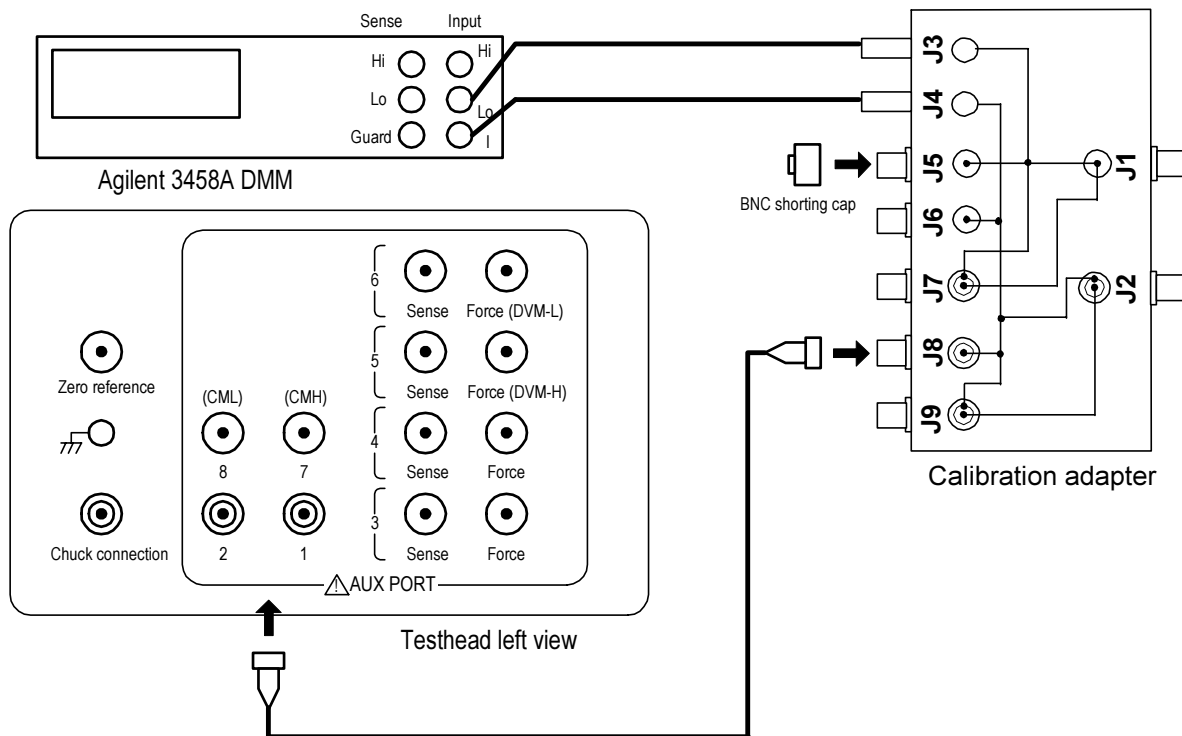 Sense Input
Hi Hi
Lo Lo
Guard I
Agilent 3458A DMM
BNC shorting cap
J3
J4
J5
J6
J7
J8
J9
J1
J2
Calibration adapter
6
Sense Force (DVM-L)
5
Sense Force (DVM-H)
4
Sense Force
3
Sense Force
Zero reference
(CML) (CMH)
8 7
Chuck connection
2 1
! AUX PORT
Testhead left view